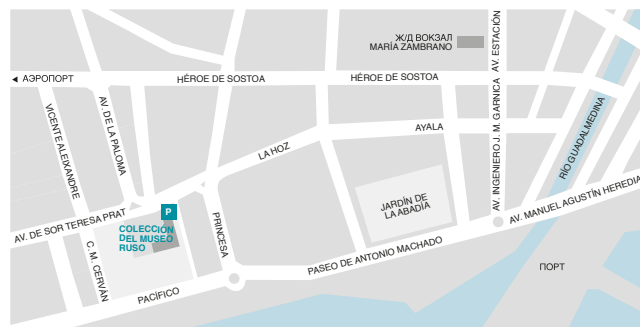 Ж/Д ВОКЗАЛ
MARÍA ZAMBRANO
AV. ESTACIÓN
◄ АЭРОПОРТ
HÉROE DE SOSTOA
HÉROE DE SOSTOA
VICENTE ALEIXANDRE
AV. DE LA PALOMA
AV. INGENIERO J. M. GARNICA
RÍO GUADALMEDINA
AYALA
LA HOZ
JARDÍN DE
LA ABADÍA
AV. MANUEL AGUSTÍN HEREDIA
P
AV. DE SOR TERESA PRAT
COLECCIÓN
DEL MUSEO
RUSO
PRINCESA
C. M. CERVÁN
PASEO DE ANTONIO MACHADO
ПОРТ
PACÍFICO